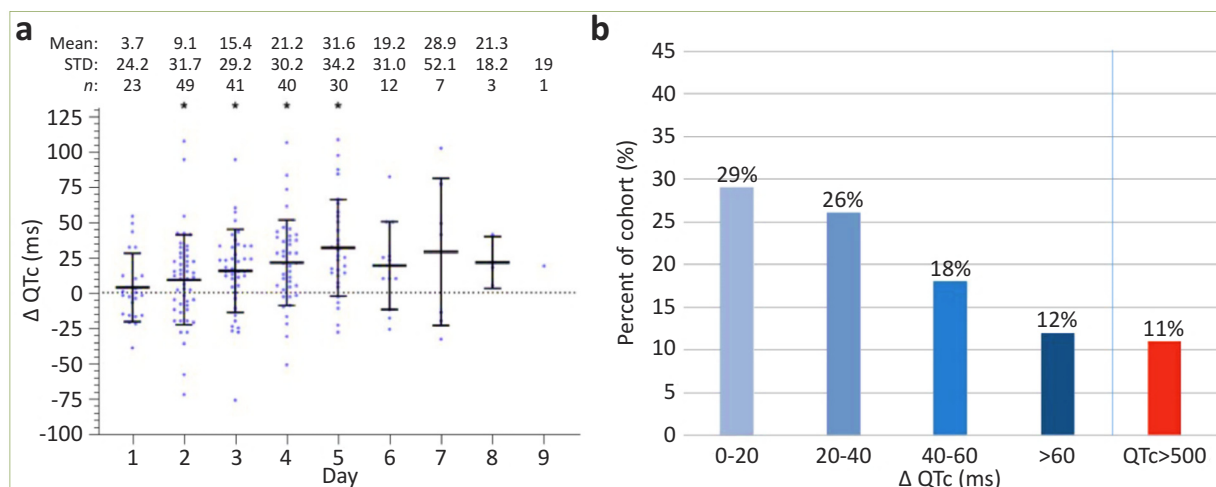 a
Mean: 3.7 9.1 15.4 21.2 31.6 19.2 28.9 21.3
STD: 24.2 31.7 29.2 30.2 34.2 31.0 52.1 18.2 19
n: 23 49 41 40 30 12 7 3 1
* * * *
Δ QTc (ms)
125
100
75
50
25
0
-25
-50
-75
-100
1 2 3 4 5 6 7 8 9
Day
b
Percent of cohort (%)
45
40
35
30
25
20
15
10
5
0
29%
26%
18%
12%
11%
0-20 20-40 40-60 >60 QTc>500
Δ QTc (ms)